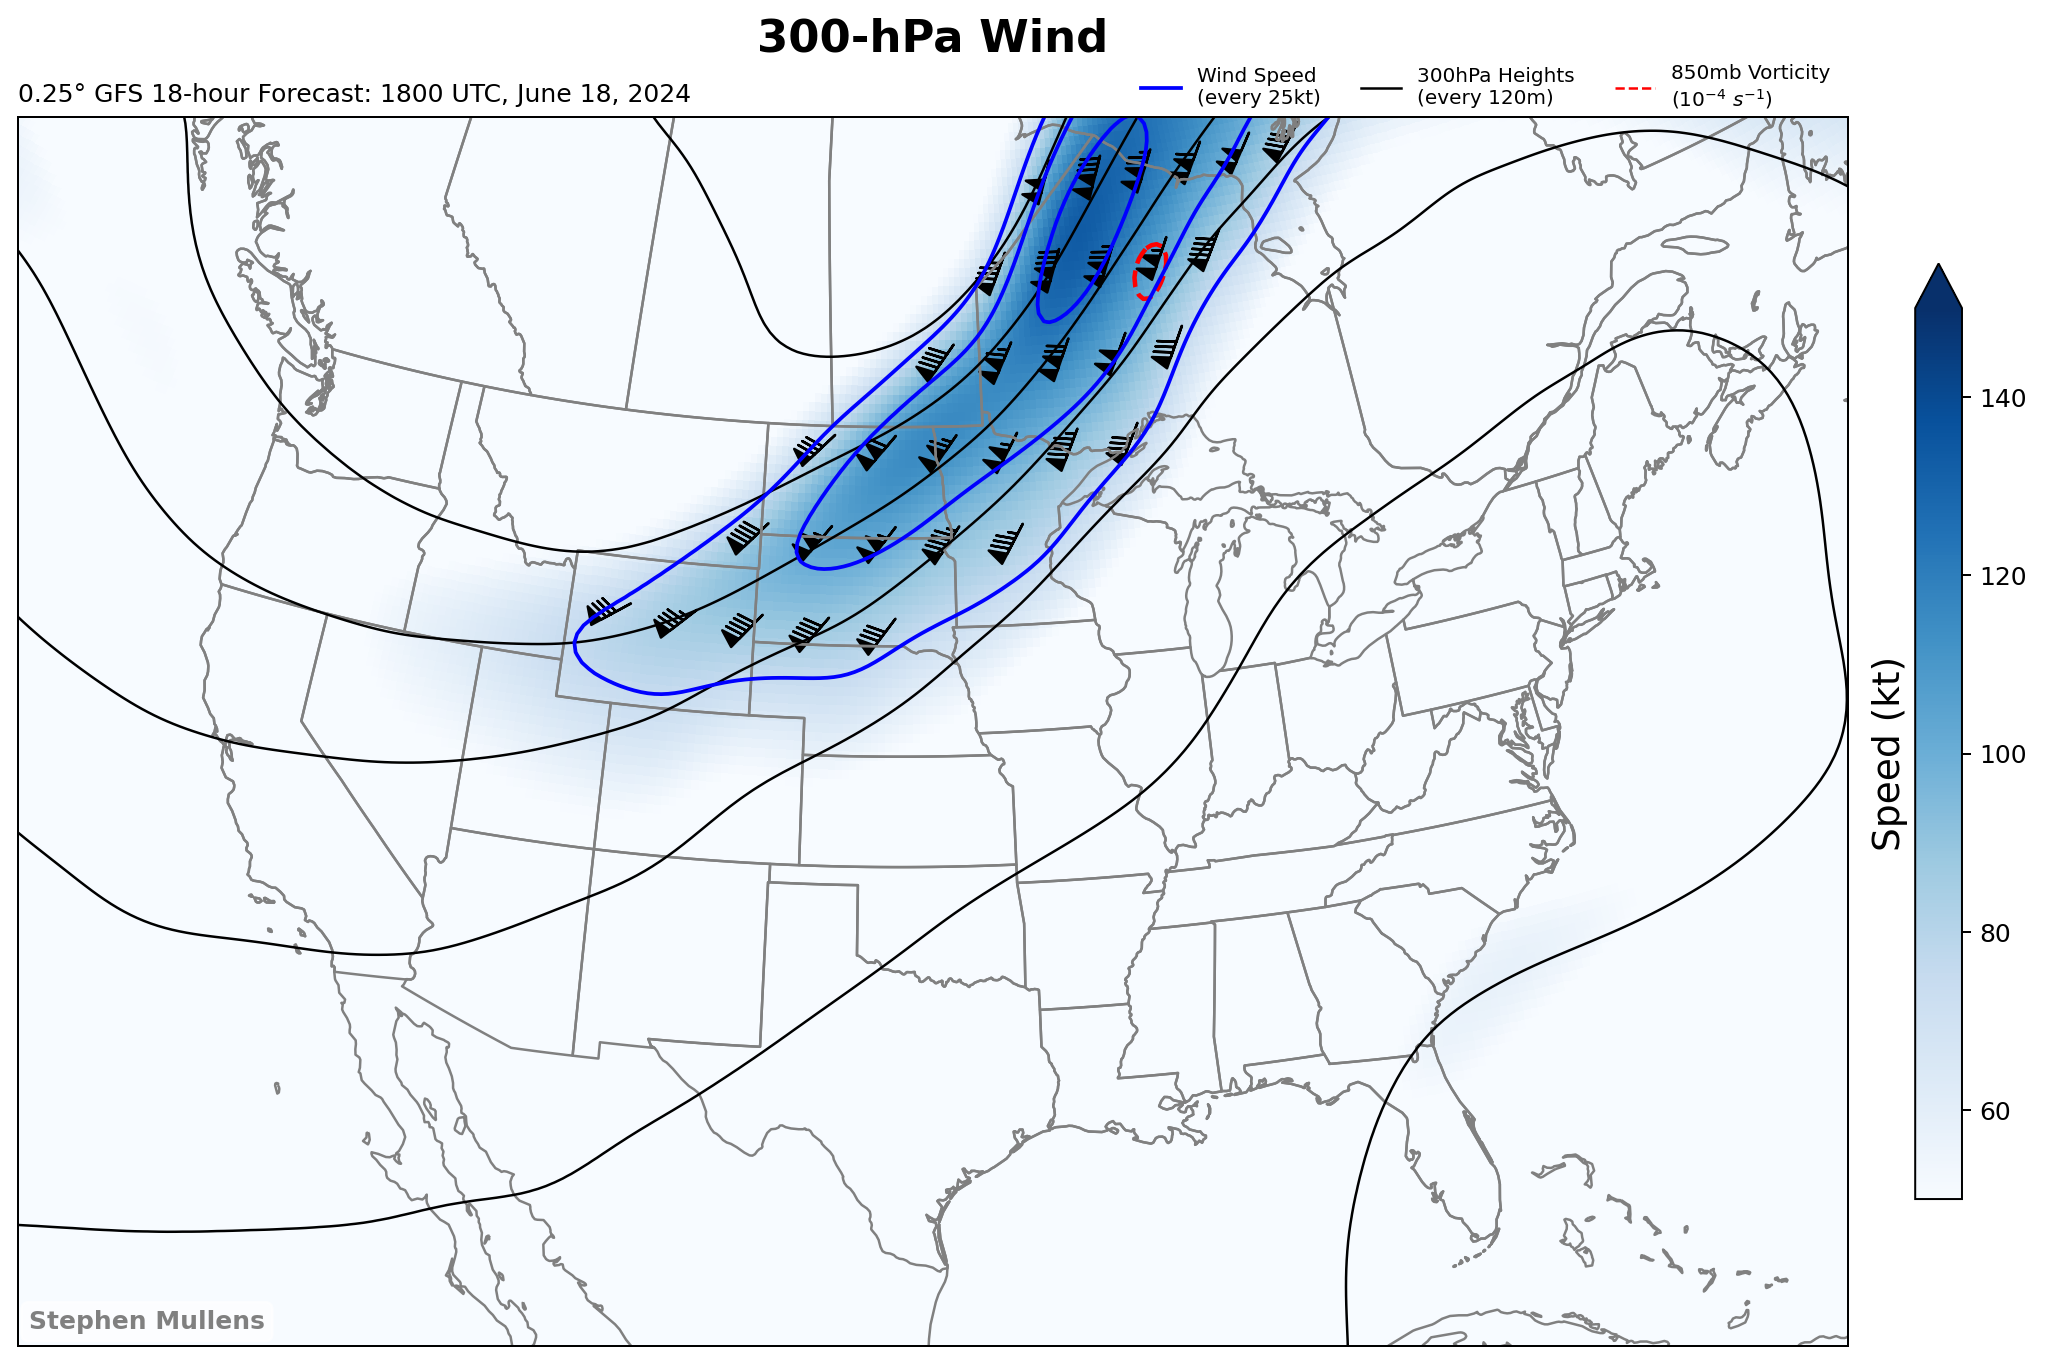 300-hPa Wind
0.25° GFS 18-hour Forecast: 1800 UTC, June 18, 2024
Wind Speed
(every 25kt)
300hPa Heights
(every 120m)
850mb Vorticity
(10⁻⁴ s⁻¹)
140
120
100
80
60
Speed (kt)
Stephen Mullens